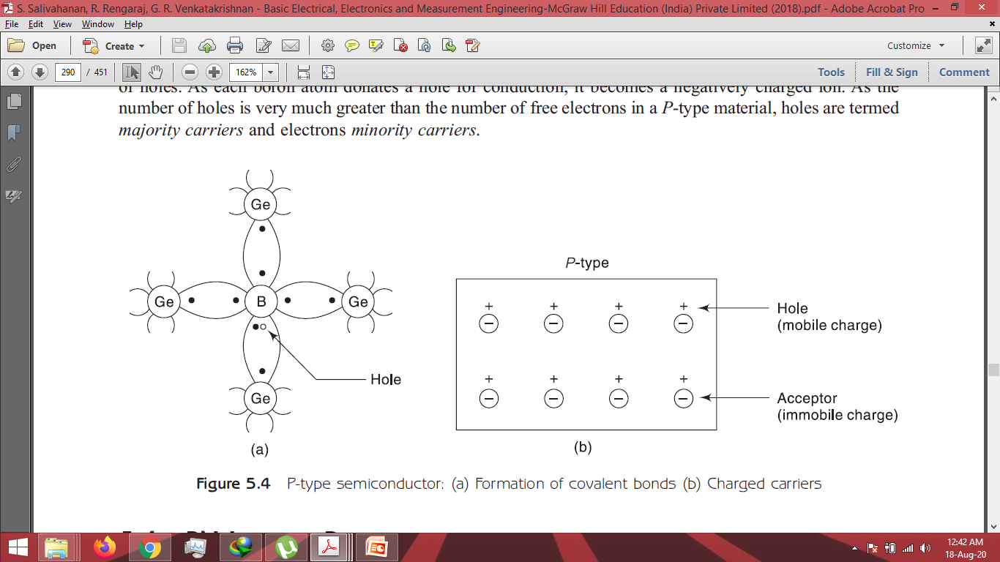 S. Salivahanan, R. Rengaraj, G. R. Venkatakrishnan - Basic Electrical, Electronics and Measurement Engineering-McGraw Hill Education (India) Private Limited (2018).pdf - Adobe Acrobat Pro
File Edit View Window Help
Open Create Customize
290 / 451 162% Tools Fill & Sign Comment
of holes. As each boron atom donates a hole for conduction, it becomes a negatively charged ion. As the
number of holes is very much greater than the number of free electrons in a P-type material, holes are termed
majority carriers and electrons minority carriers.
Ge
Ge B Ge
Hole
Ge
(a)
P-type
+ + + +
− − − −
Hole
(mobile charge)
+ + + +
− − − −
Acceptor
(immobile charge)
(b)
Figure 5.4 P-type semiconductor: (a) Formation of covalent bonds (b) Charged carriers
12:42 AM
18-Aug-20